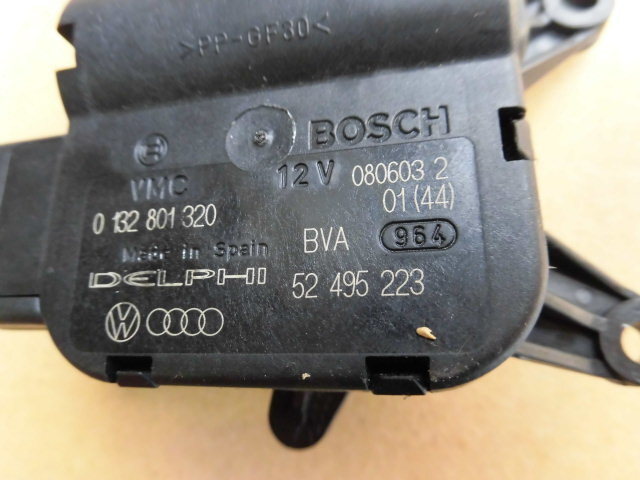 >PP-GF30<
BOSCH
12 V 080603 2
VMC 01 (44)
0 132 801 320
BVA 964
Made in Spain
DELPHI 52 495 223